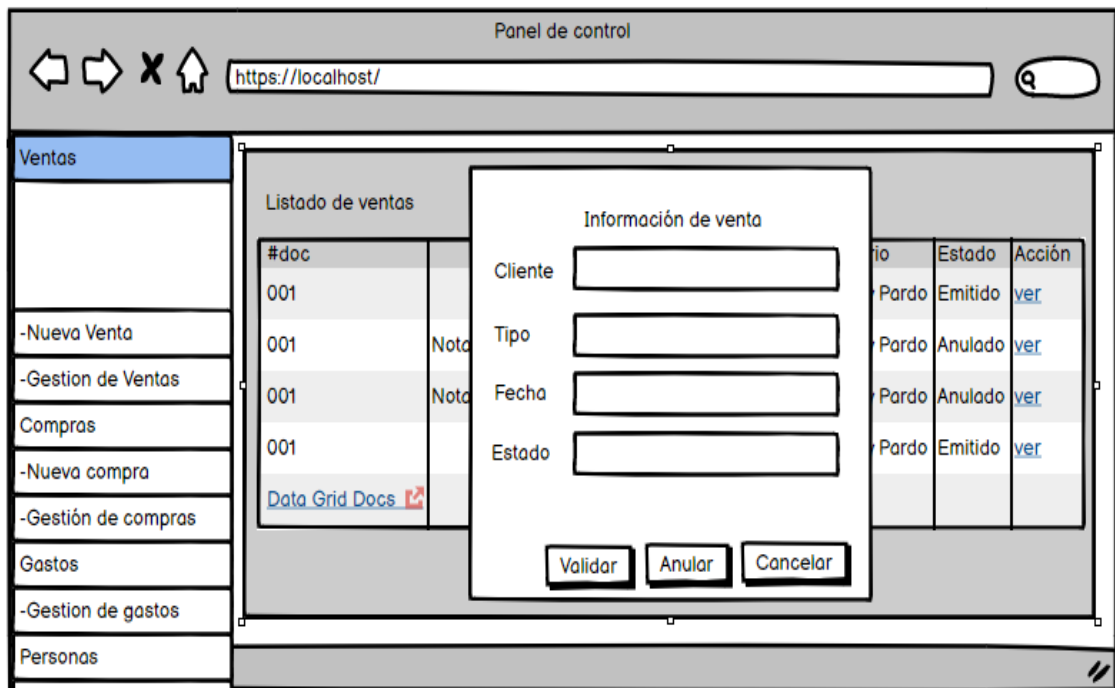 Panel de control
https://localhost/
Ventas
-Nueva Venta
-Gestion de Ventas
Compras
-Nueva compra
-Gestión de compras
Gastos
-Gestion de gastos
Personas
Listado de ventas
#doc rio Estado Acción
001 Pardo Emitido ver
001 Nota Pardo Anulado ver
001 Nota Pardo Anulado ver
001 Pardo Emitido ver
Data Grid Docs
Información de venta
Cliente
Tipo
Fecha
Estado
Validar Anular Cancelar